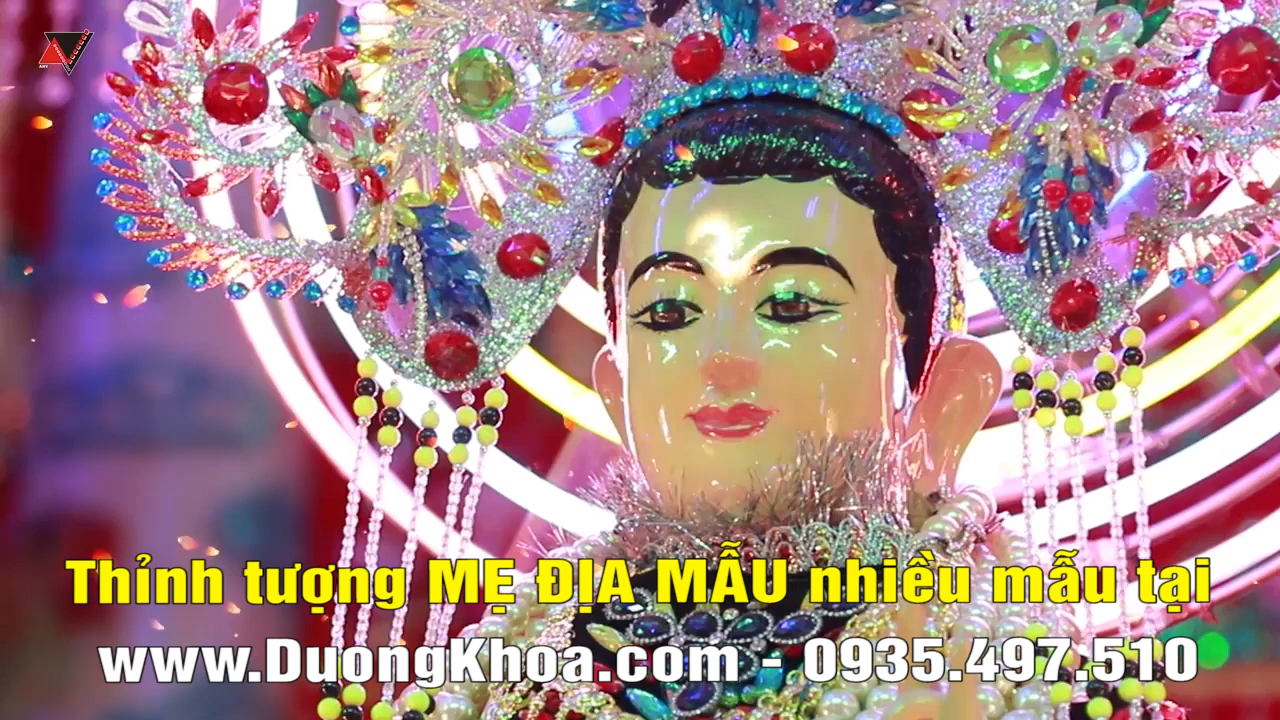 Thỉnh tượng MẸ ĐỊA MẪU nhiều mẫu tại
www.DuongKhoa.com - 0935.497.510